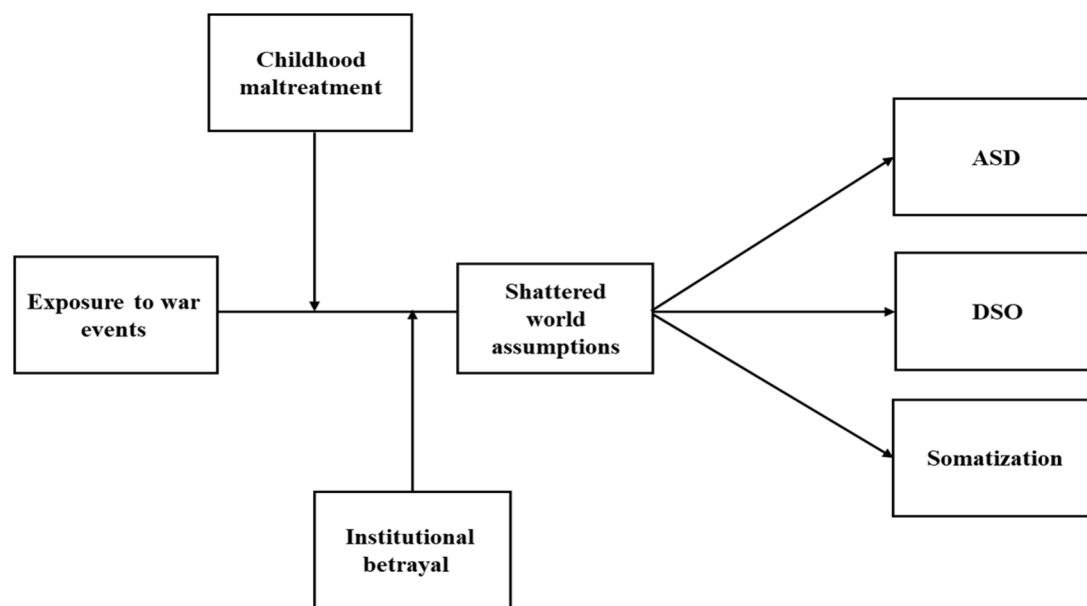 Childhood
maltreatment
ASD
Exposure to war
events
Shattered
world
assumptions
DSO
Somatization
Institutional
betrayal